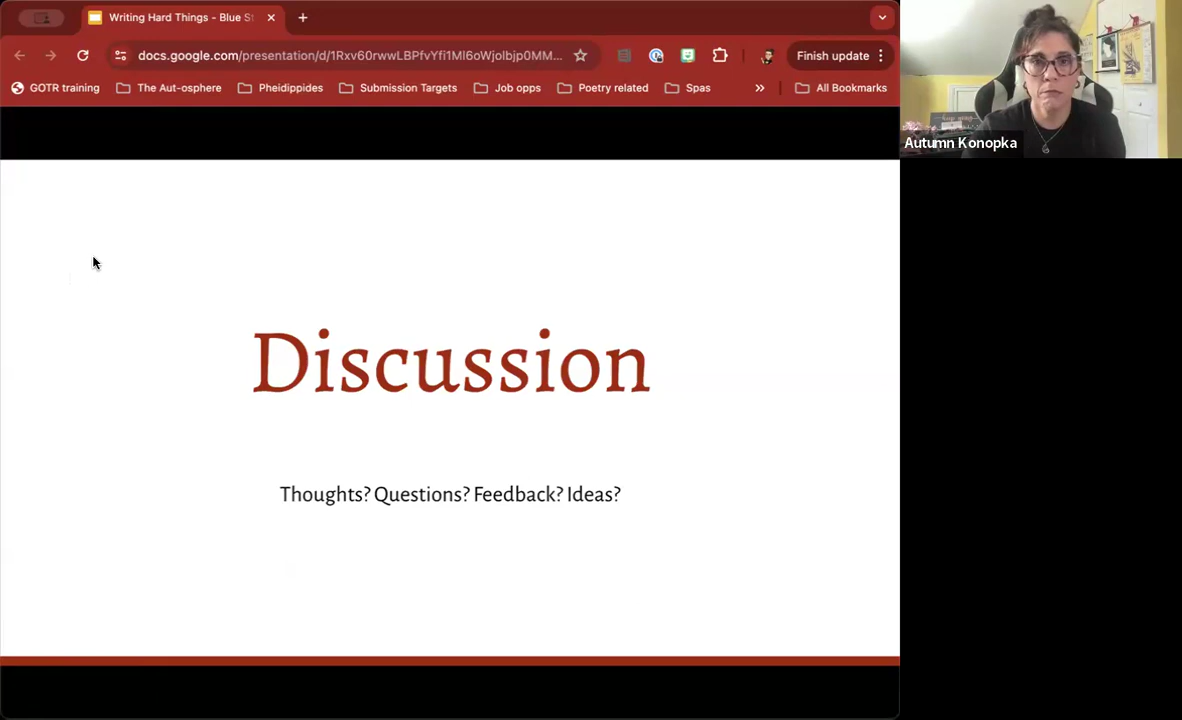 Writing Hard Things - Blue S
docs.google.com/presentation/d/1Rxv60rwwLBPfvYfi1Ml6oWjolbjp0MM...
Finish update
GOTR training
The Aut-osphere
Pheidippides
Submission Targets
Job opps
Poetry related
Spas
»
All Bookmarks
Autumn Konopka
Discussion
Thoughts? Questions? Feedback? Ideas?